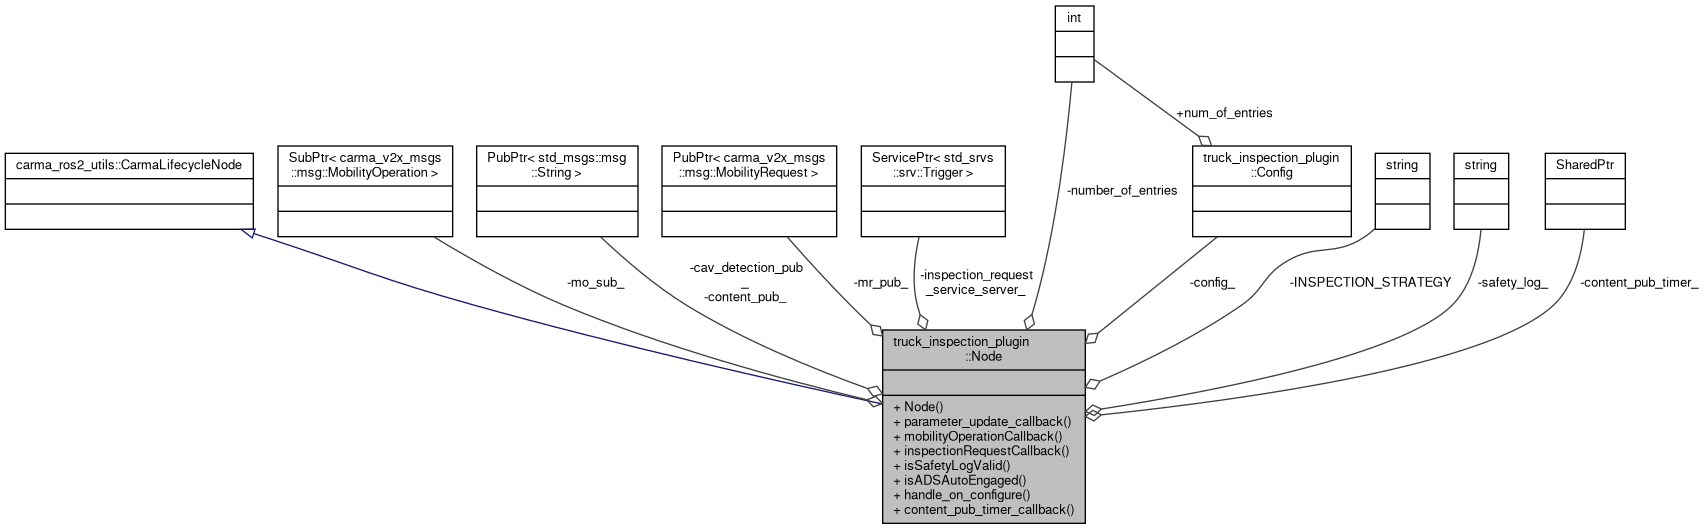 int
+num_of_entries
carma_ros2_utils::CarmaLifecycleNode
SubPtr< carma_v2x_msgs
::msg::MobilityOperation >
PubPtr< std_msgs::msg
::String >
PubPtr< carma_v2x_msgs
::msg::MobilityRequest >
ServicePtr< std_srvs
::srv::Trigger >
truck_inspection_plugin
::Config
string
string
SharedPtr
-number_of_entries
-mo_sub_
-cav_detection_pub
_
-content_pub_
-mr_pub_
-inspection_request
_service_server_
-config_
-INSPECTION_STRATEGY
-safety_log_
-content_pub_timer_
truck_inspection_plugin
::Node
+ Node()
+ parameter_update_callback()
+ mobilityOperationCallback()
+ inspectionRequestCallback()
+ isSafetyLogValid()
+ isADSAutoEngaged()
+ handle_on_configure()
+ content_pub_timer_callback()